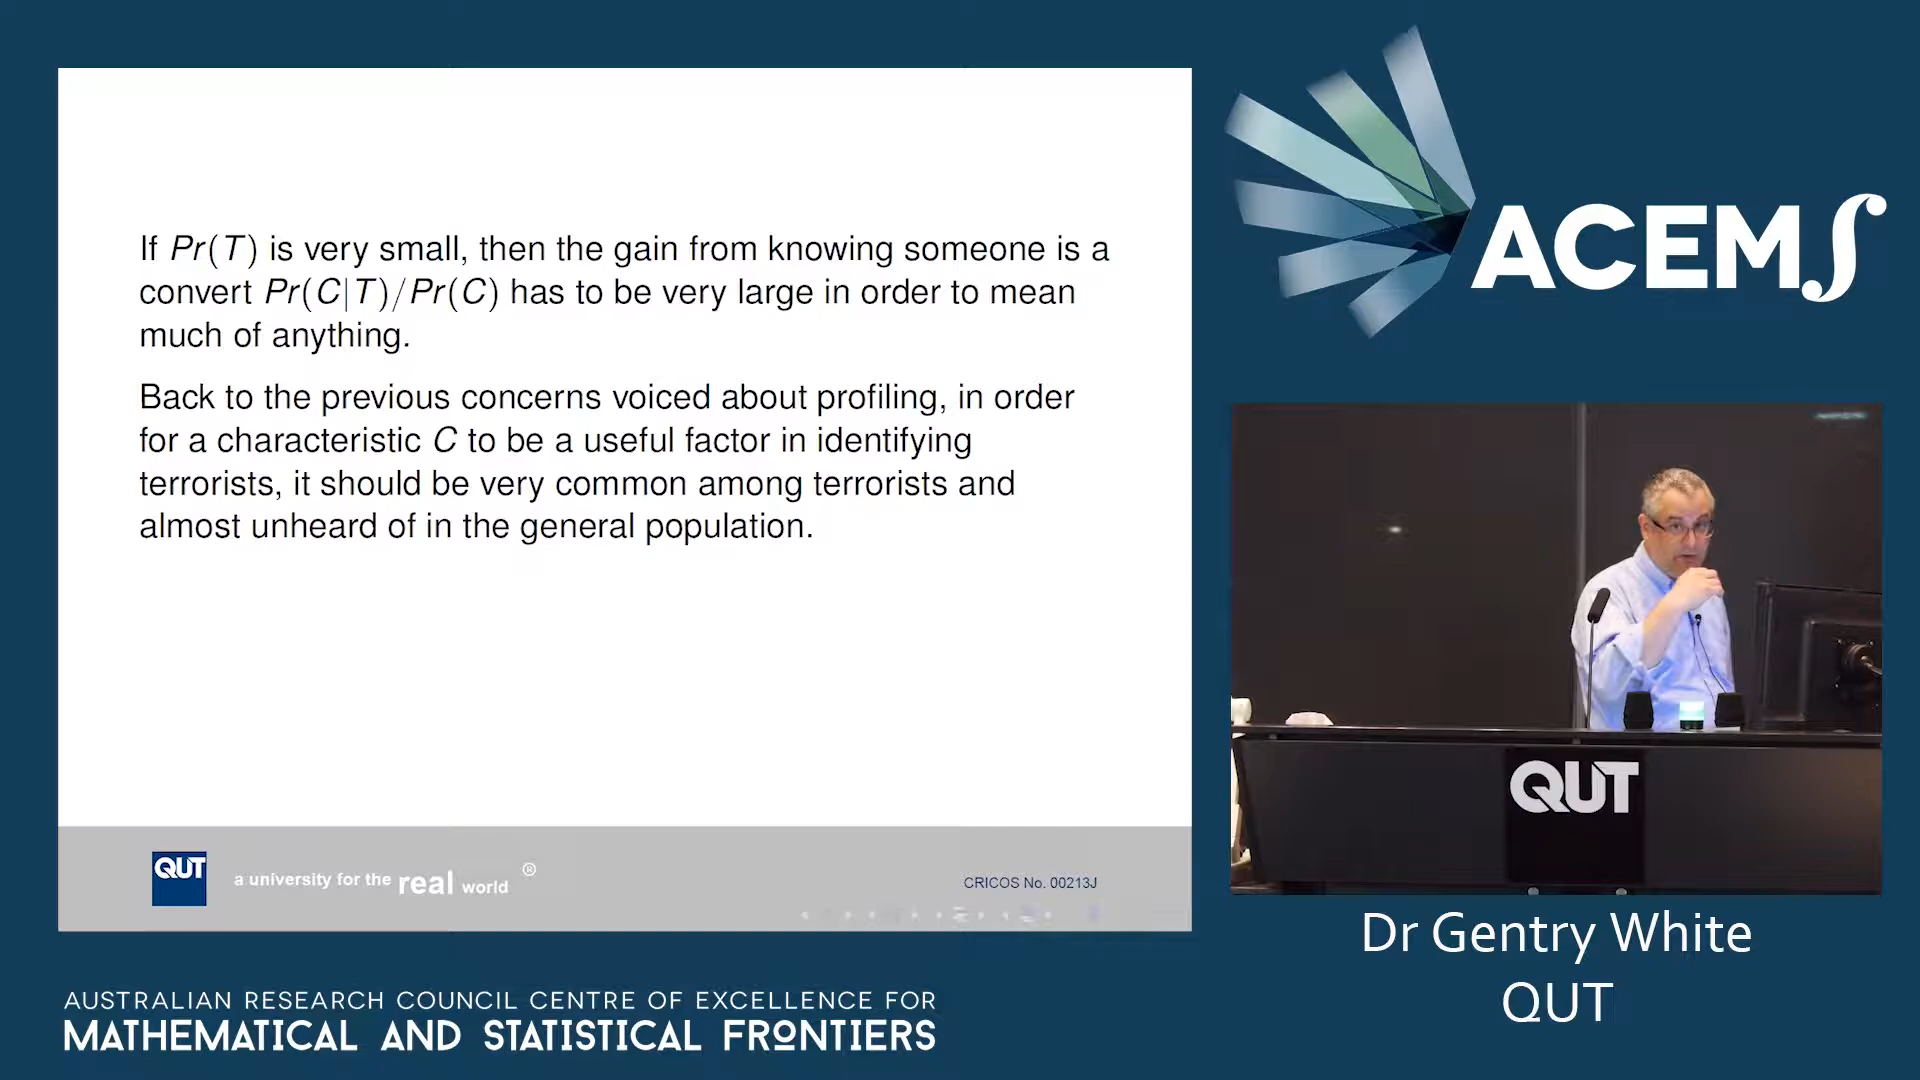 If Pr(T) is very small, then the gain from knowing someone is a
convert Pr(C|T)/Pr(C) has to be very large in order to mean
much of anything.
Back to the previous concerns voiced about profiling, in order
for a characteristic C to be a useful factor in identifying
terrorists, it should be very common among terrorists and
almost unheard of in the general population.
QUT
a university for the real world ®
CRICOS No. 00213J
ACEMS
QUT
Dr Gentry White
QUT
AUSTRALIAN RESEARCH COUNCIL CENTRE OF EXCELLENCE FOR
MATHEMATICAL AND STATISTICAL FRONTIERS